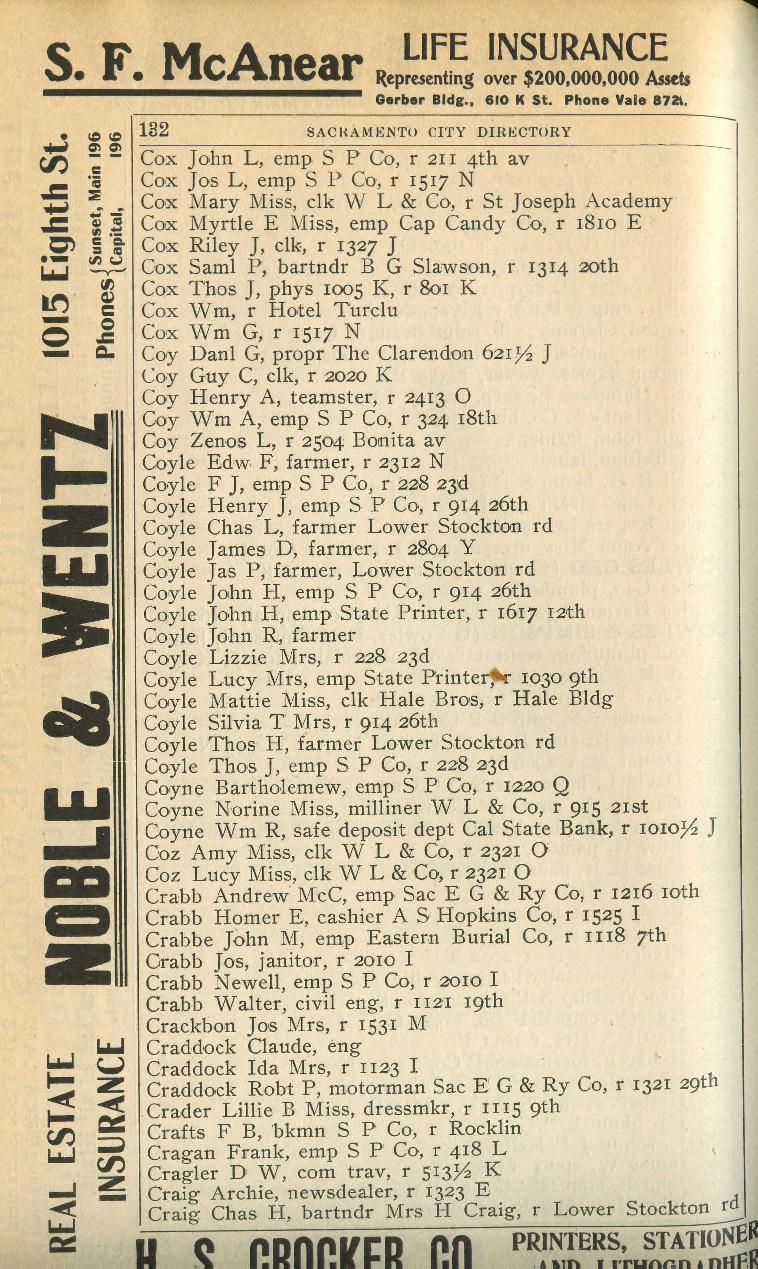 S. F. McAnear
LIFE INSURANCE
Representing over $200,000,000 Assets
Gerber Bldg., 610 K St. Phone Vale 872.
132 SACRAMENTO CITY DIRECTORY
Cox John L, emp S P Co, r 211 4th av
Cox Jos L, emp S P Co, r 1517 N
Cox Mary Miss, clk W L & Co, r St Joseph Academy
Cox Myrtle E Miss, emp Cap Candy Co, r 1810 E
Cox Riley J, clk, r 1327 J
Cox Saml P, bartndr B G Slawson, r 1314 20th
Cox Thos J, phys 1005 K, r 801 K
Cox Wm, r Hotel Turclu
Cox Wm G, r 1517 N
Coy Danl G, propr The Clarendon 621½ J
Coy Guy C, clk, r 2020 K
Coy Henry A, teamster, r 2413 O
Coy Wm A, emp S P Co, r 324 18th
Coy Zenos L, r 2504 Bonita av
Coyle Edw F, farmer, r 2312 N
Coyle F J, emp S P Co, r 228 23d
Coyle Henry J, emp S P Co, r 914 26th
Coyle Chas L, farmer Lower Stockton rd
Coyle James D, farmer, r 2804 Y
Coyle Jas P, farmer, Lower Stockton rd
Coyle John H, emp S P Co, r 914 26th
Coyle John H, emp State Printer, r 1617 12th
Coyle John R, farmer
Coyle Lizzie Mrs, r 228 23d
Coyle Lucy Mrs, emp State Printer, r 1030 9th
Coyle Mattie Miss, clk Hale Bros, r Hale Bldg
Coyle Silvia T Mrs, r 914 26th
Coyle Thos H, farmer Lower Stockton rd
Coyle Thos J, emp S P Co, r 228 23d
Coyne Bartholemew, emp S P Co, r 1220 Q
Coyne Norine Miss, milliner W L & Co, r 915 21st
Coyne Wm R, safe deposit dept Cal State Bank, r 1010½ J
Coz Amy Miss, clk W L & Co, r 2321 O
Coz Lucy Miss, clk W L & Co, r 2321 O
Crabb Andrew McC, emp Sac E G & Ry Co, r 1216 10th
Crabb Homer E, cashier A S Hopkins Co, r 1525 I
Crabbe John M, emp Eastern Burial Co, r 1118 7th
Crabb Jos, janitor, r 2010 I
Crabb Newell, emp S P Co, r 2010 I
Crabb Walter, civil eng, r 1121 19th
Crackbon Jos Mrs, r 1531 M
Craddock Claude, eng
Craddock Ida Mrs, r 1123 I
Craddock Robt P, motorman Sac E G & Ry Co, r 1321 29th
Crader Lillie B Miss, dressmkr, r 1115 9th
Crafts F B, bkmn S P Co, r Rocklin
Cragan Frank, emp S P Co, r 418 L
Cragler D W, com trav, r 513½ K
Craig Archie, newsdealer, r 1323 E
Craig Chas H, bartndr Mrs H Craig, r Lower Stockton rd
REAL ESTATE
INSURANCE
NOBLE & WENTZ
1015 Eighth St.
Phones { Sunset, Main 196
Capital, 196
H. S. CROCKER CO
PRINTERS, STATIONER
AND LITHOGRAPHE